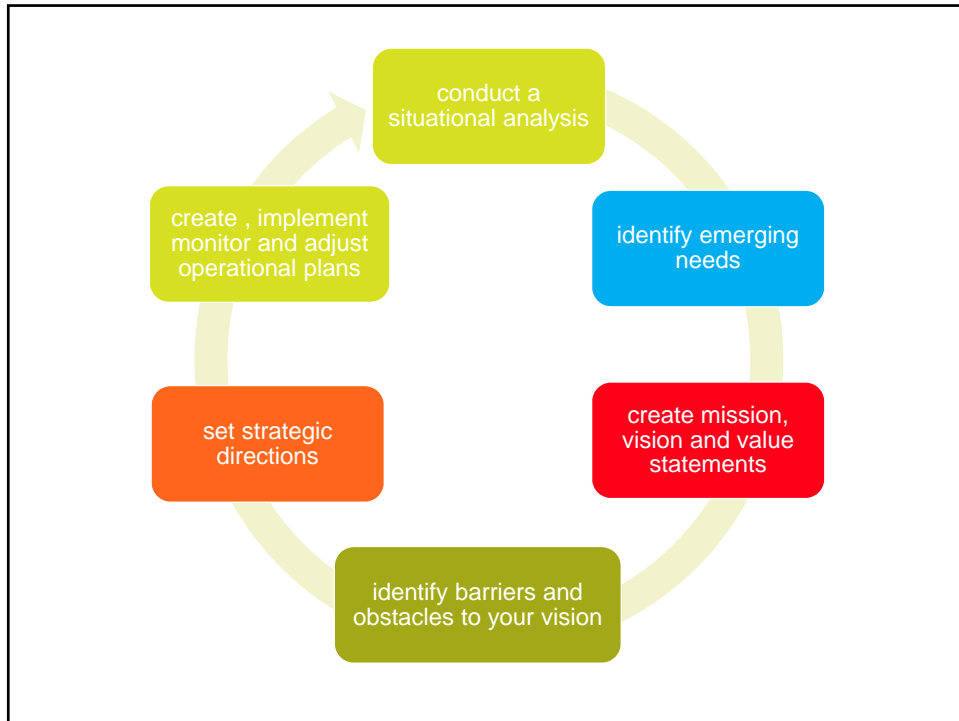 conduct a
situational analysis
identify emerging
needs
create mission,
vision and value
statements
identify barriers and
obstacles to your vision
set strategic
directions
create , implement
monitor and adjust
operational plans